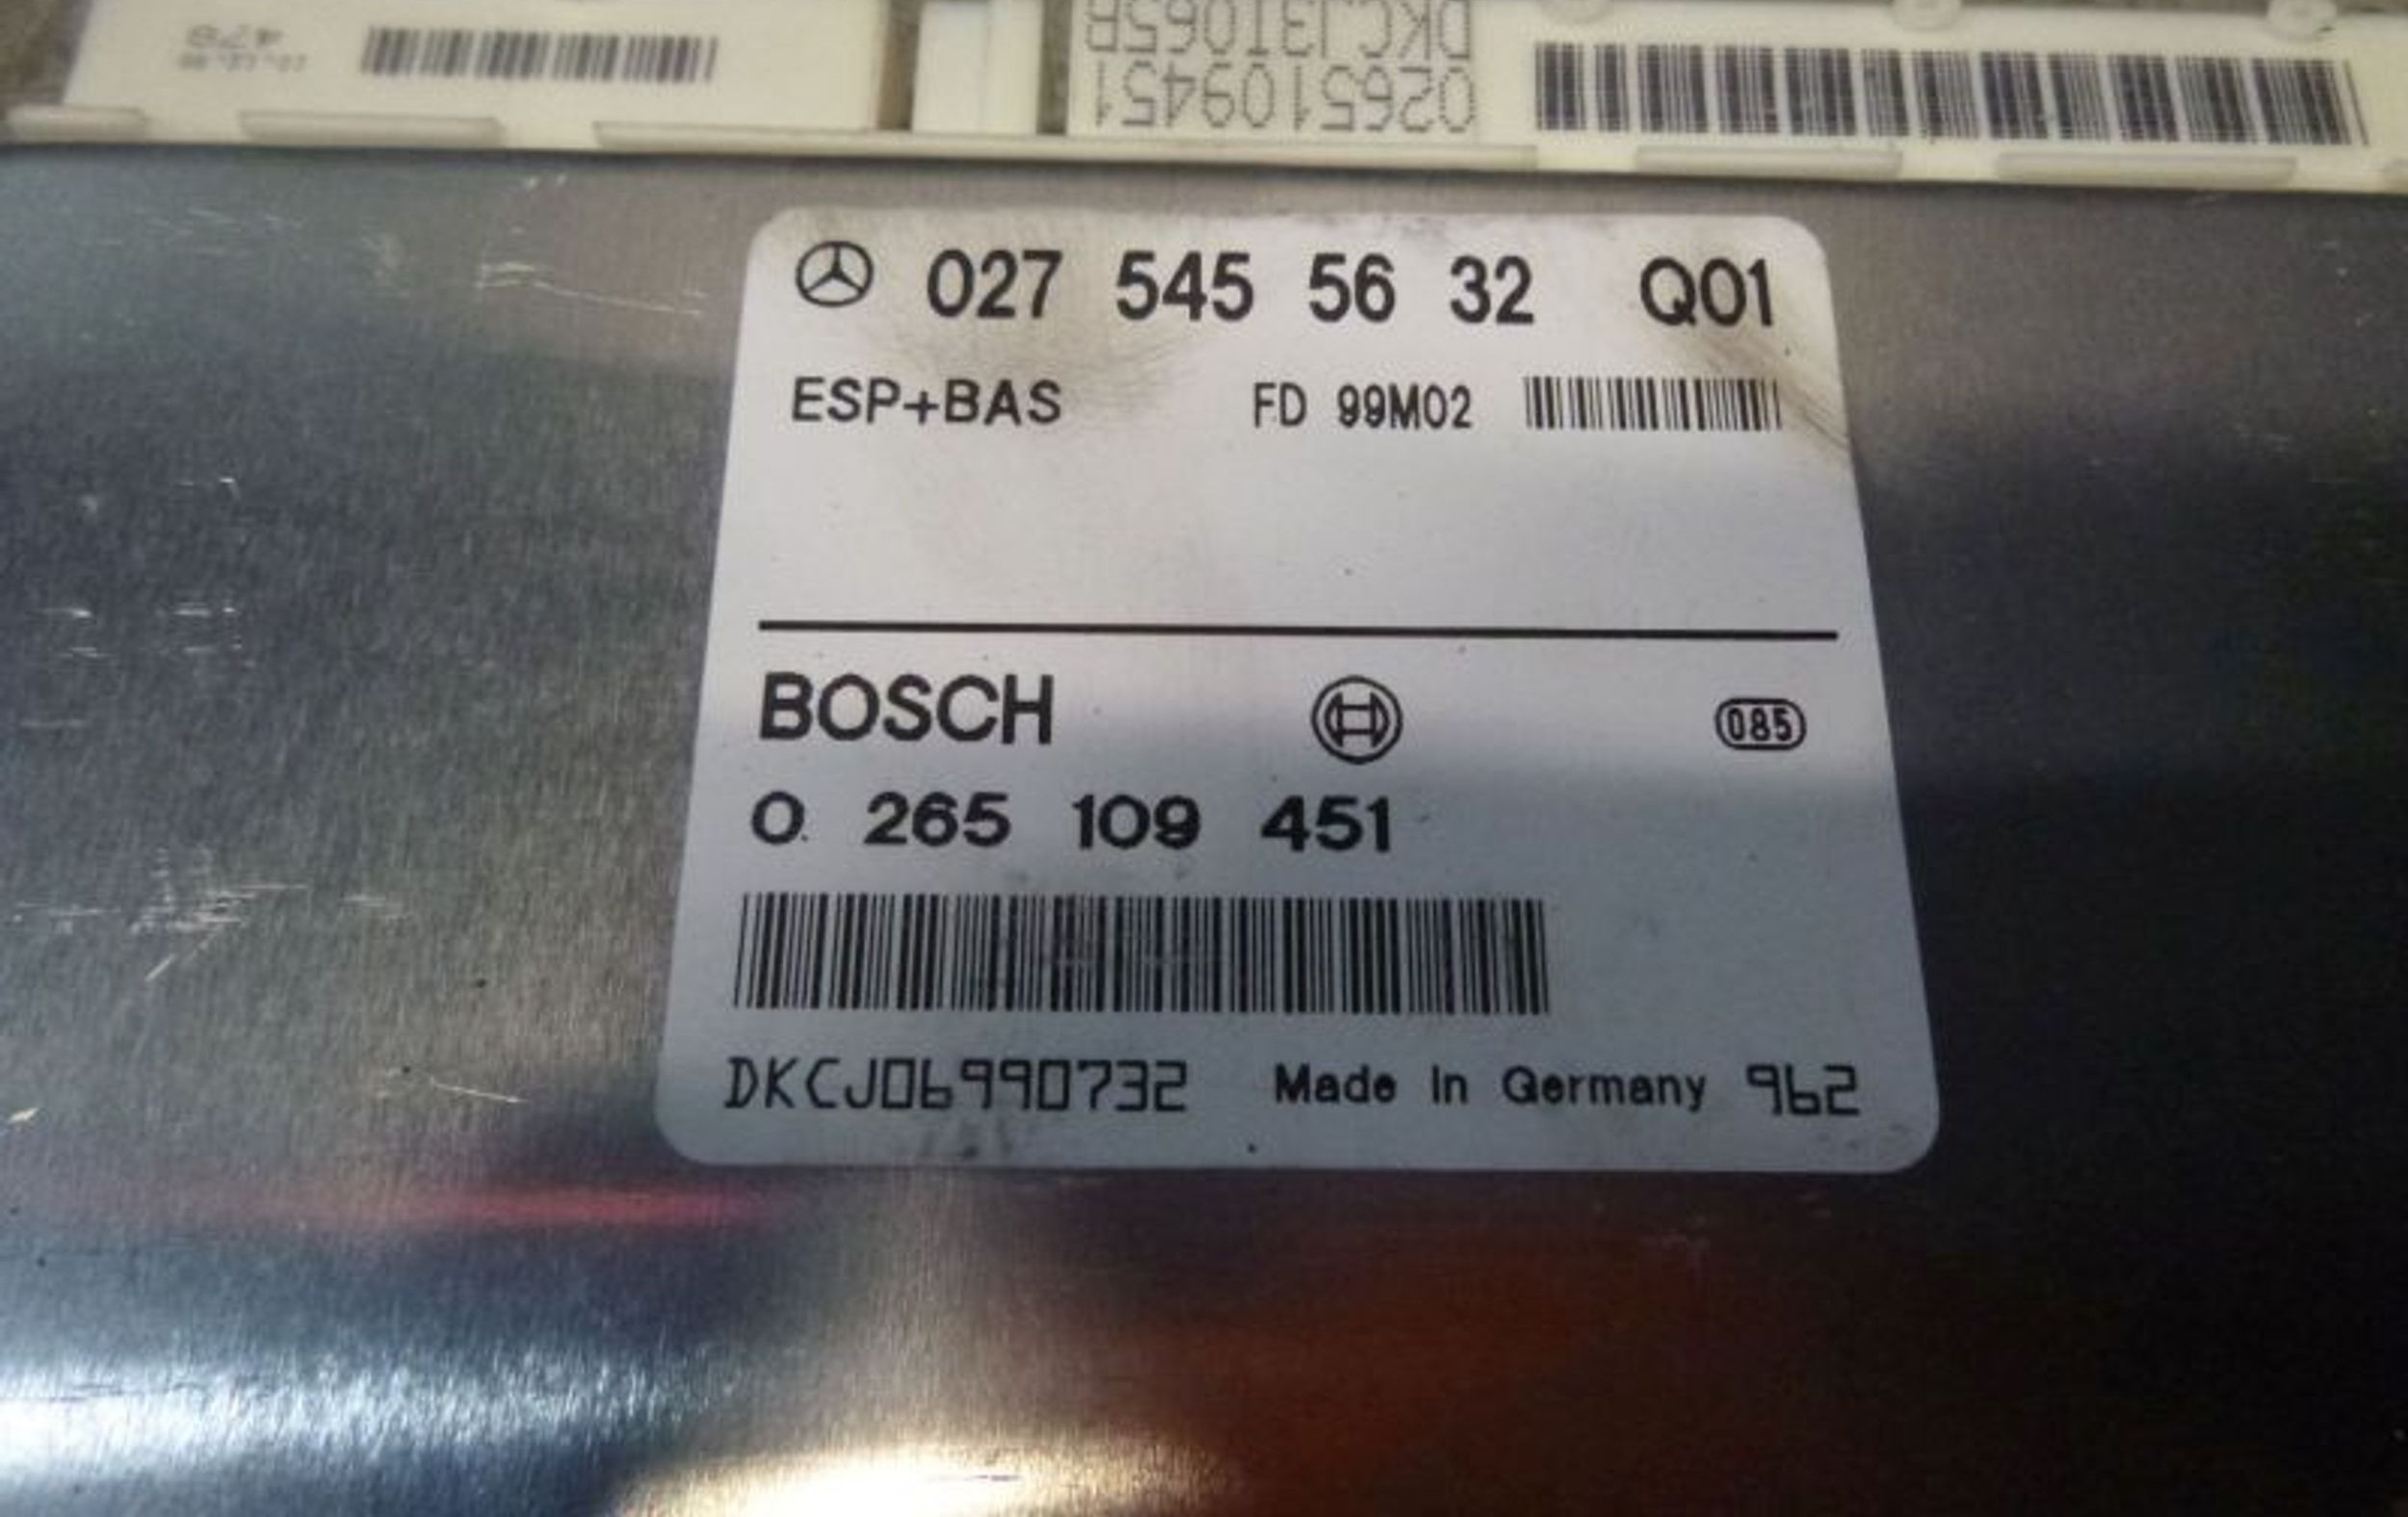 DKCJ3I065B
0265109451
027 545 56 32 Q01
ESP+BAS FD 99M02
BOSCH 085
0 265 109 451
DKCJ06990732 Made in Germany 962